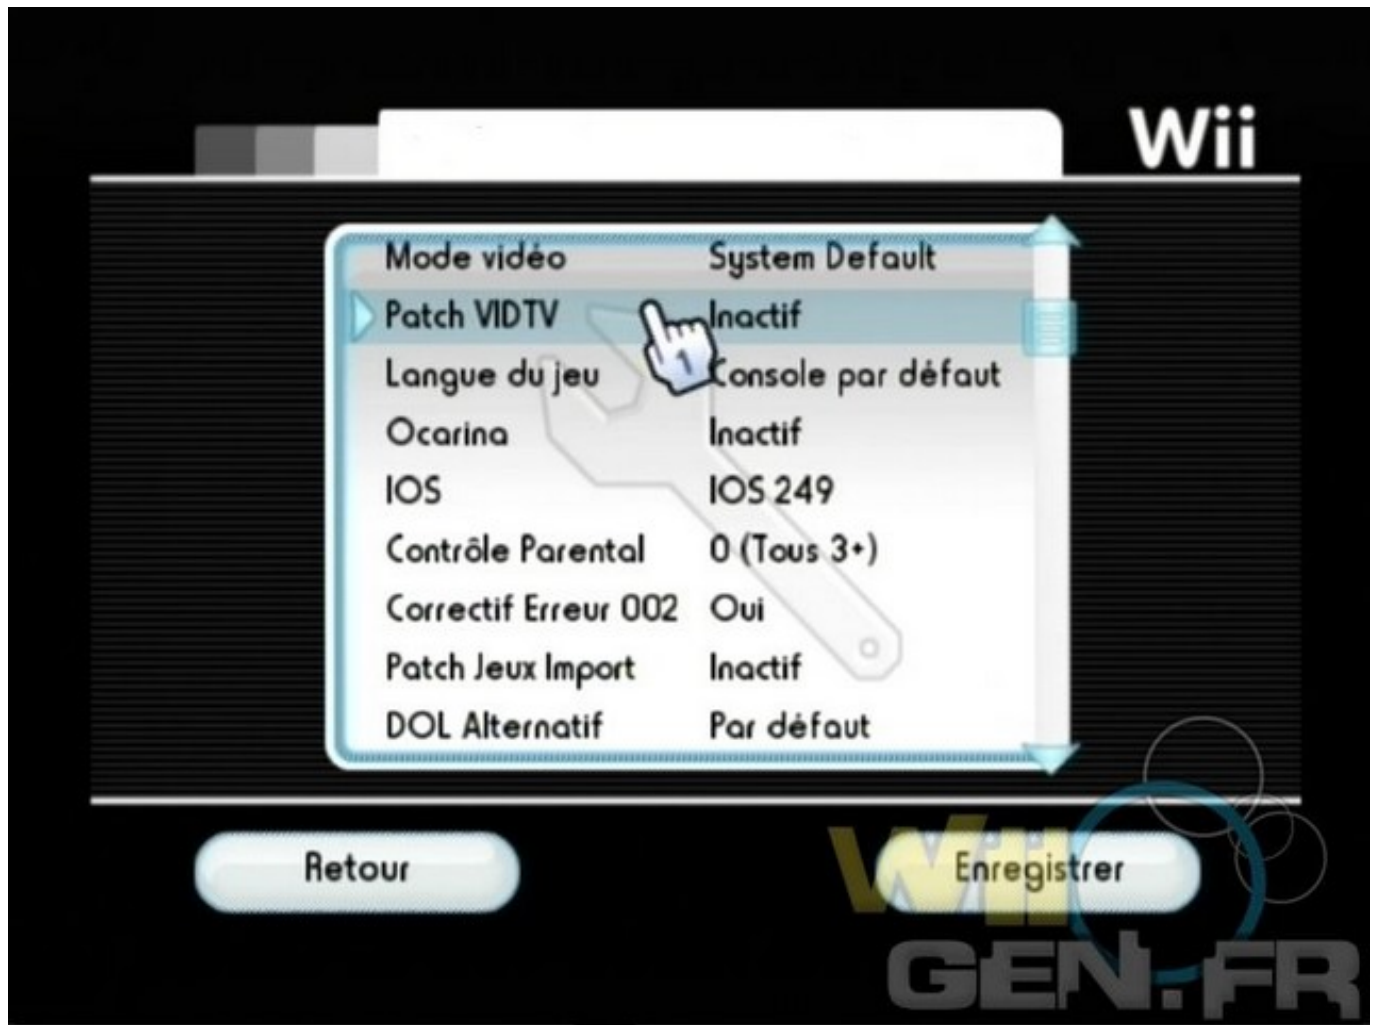 Wii
Mode vidéo System Default
Patch VIDTV Inactif
1
Langue du jeu Console par défaut
Ocarina Inactif
IOS IOS 249
Contrôle Parental 0 (Tous 3+)
Correctif Erreur 002 Oui
Patch Jeux Import Inactif
DOL Alternatif Par défaut
Retour Enregistrer
Wii
GEN.FR